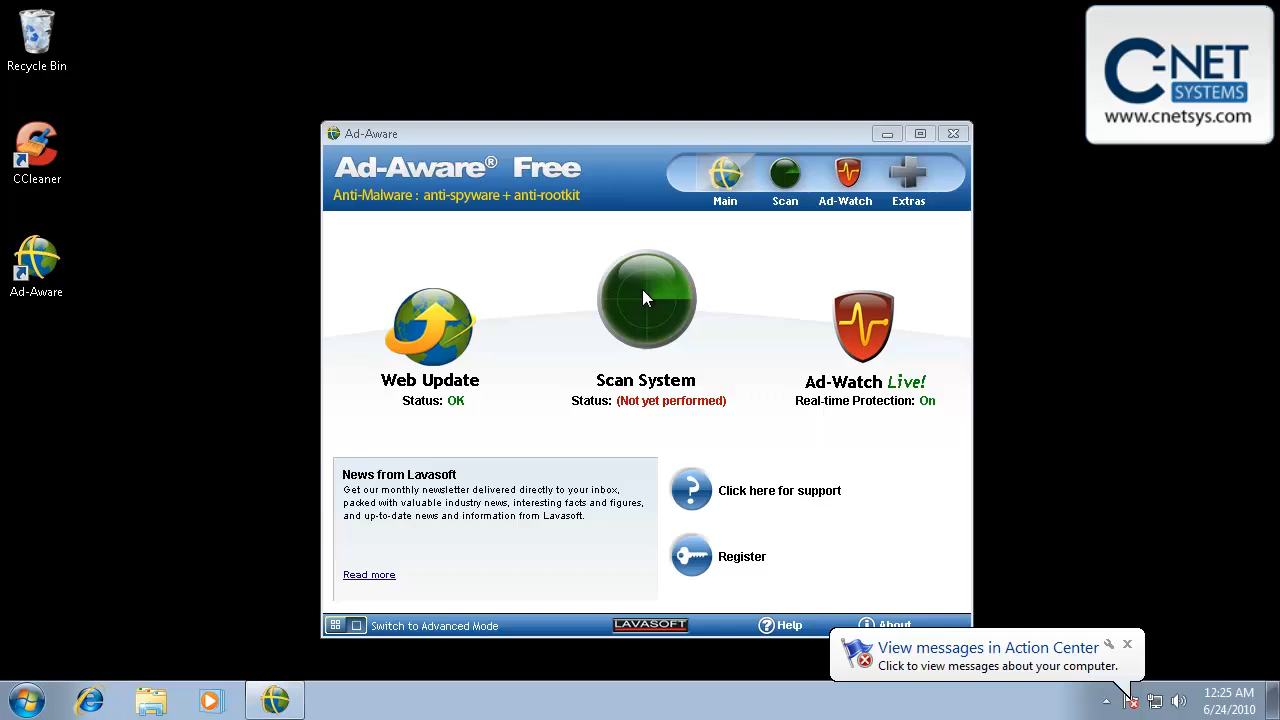 Recycle Bin
CCleaner
Ad-Aware
C-NET
SYSTEMS
www.cnetsys.com
Ad-Aware
Ad-Aware® Free
Anti-Malware : anti-spyware + anti-rootkit
Main
Scan
Ad-Watch
Extras
Web Update
Status: OK
Scan System
Status: (Not yet performed)
Ad-Watch Live!
Real-time Protection: On
News from Lavasoft
Get our monthly newsletter delivered directly to your inbox,
packed with valuable industry news, interesting facts and figures,
and up-to-date news and information from Lavasoft.
Read more
Click here for support
Register
Switch to Advanced Mode
LAVASOFT
Help
About
View messages in Action Center
Click to view messages about your computer.
12:25 AM
6/24/2010